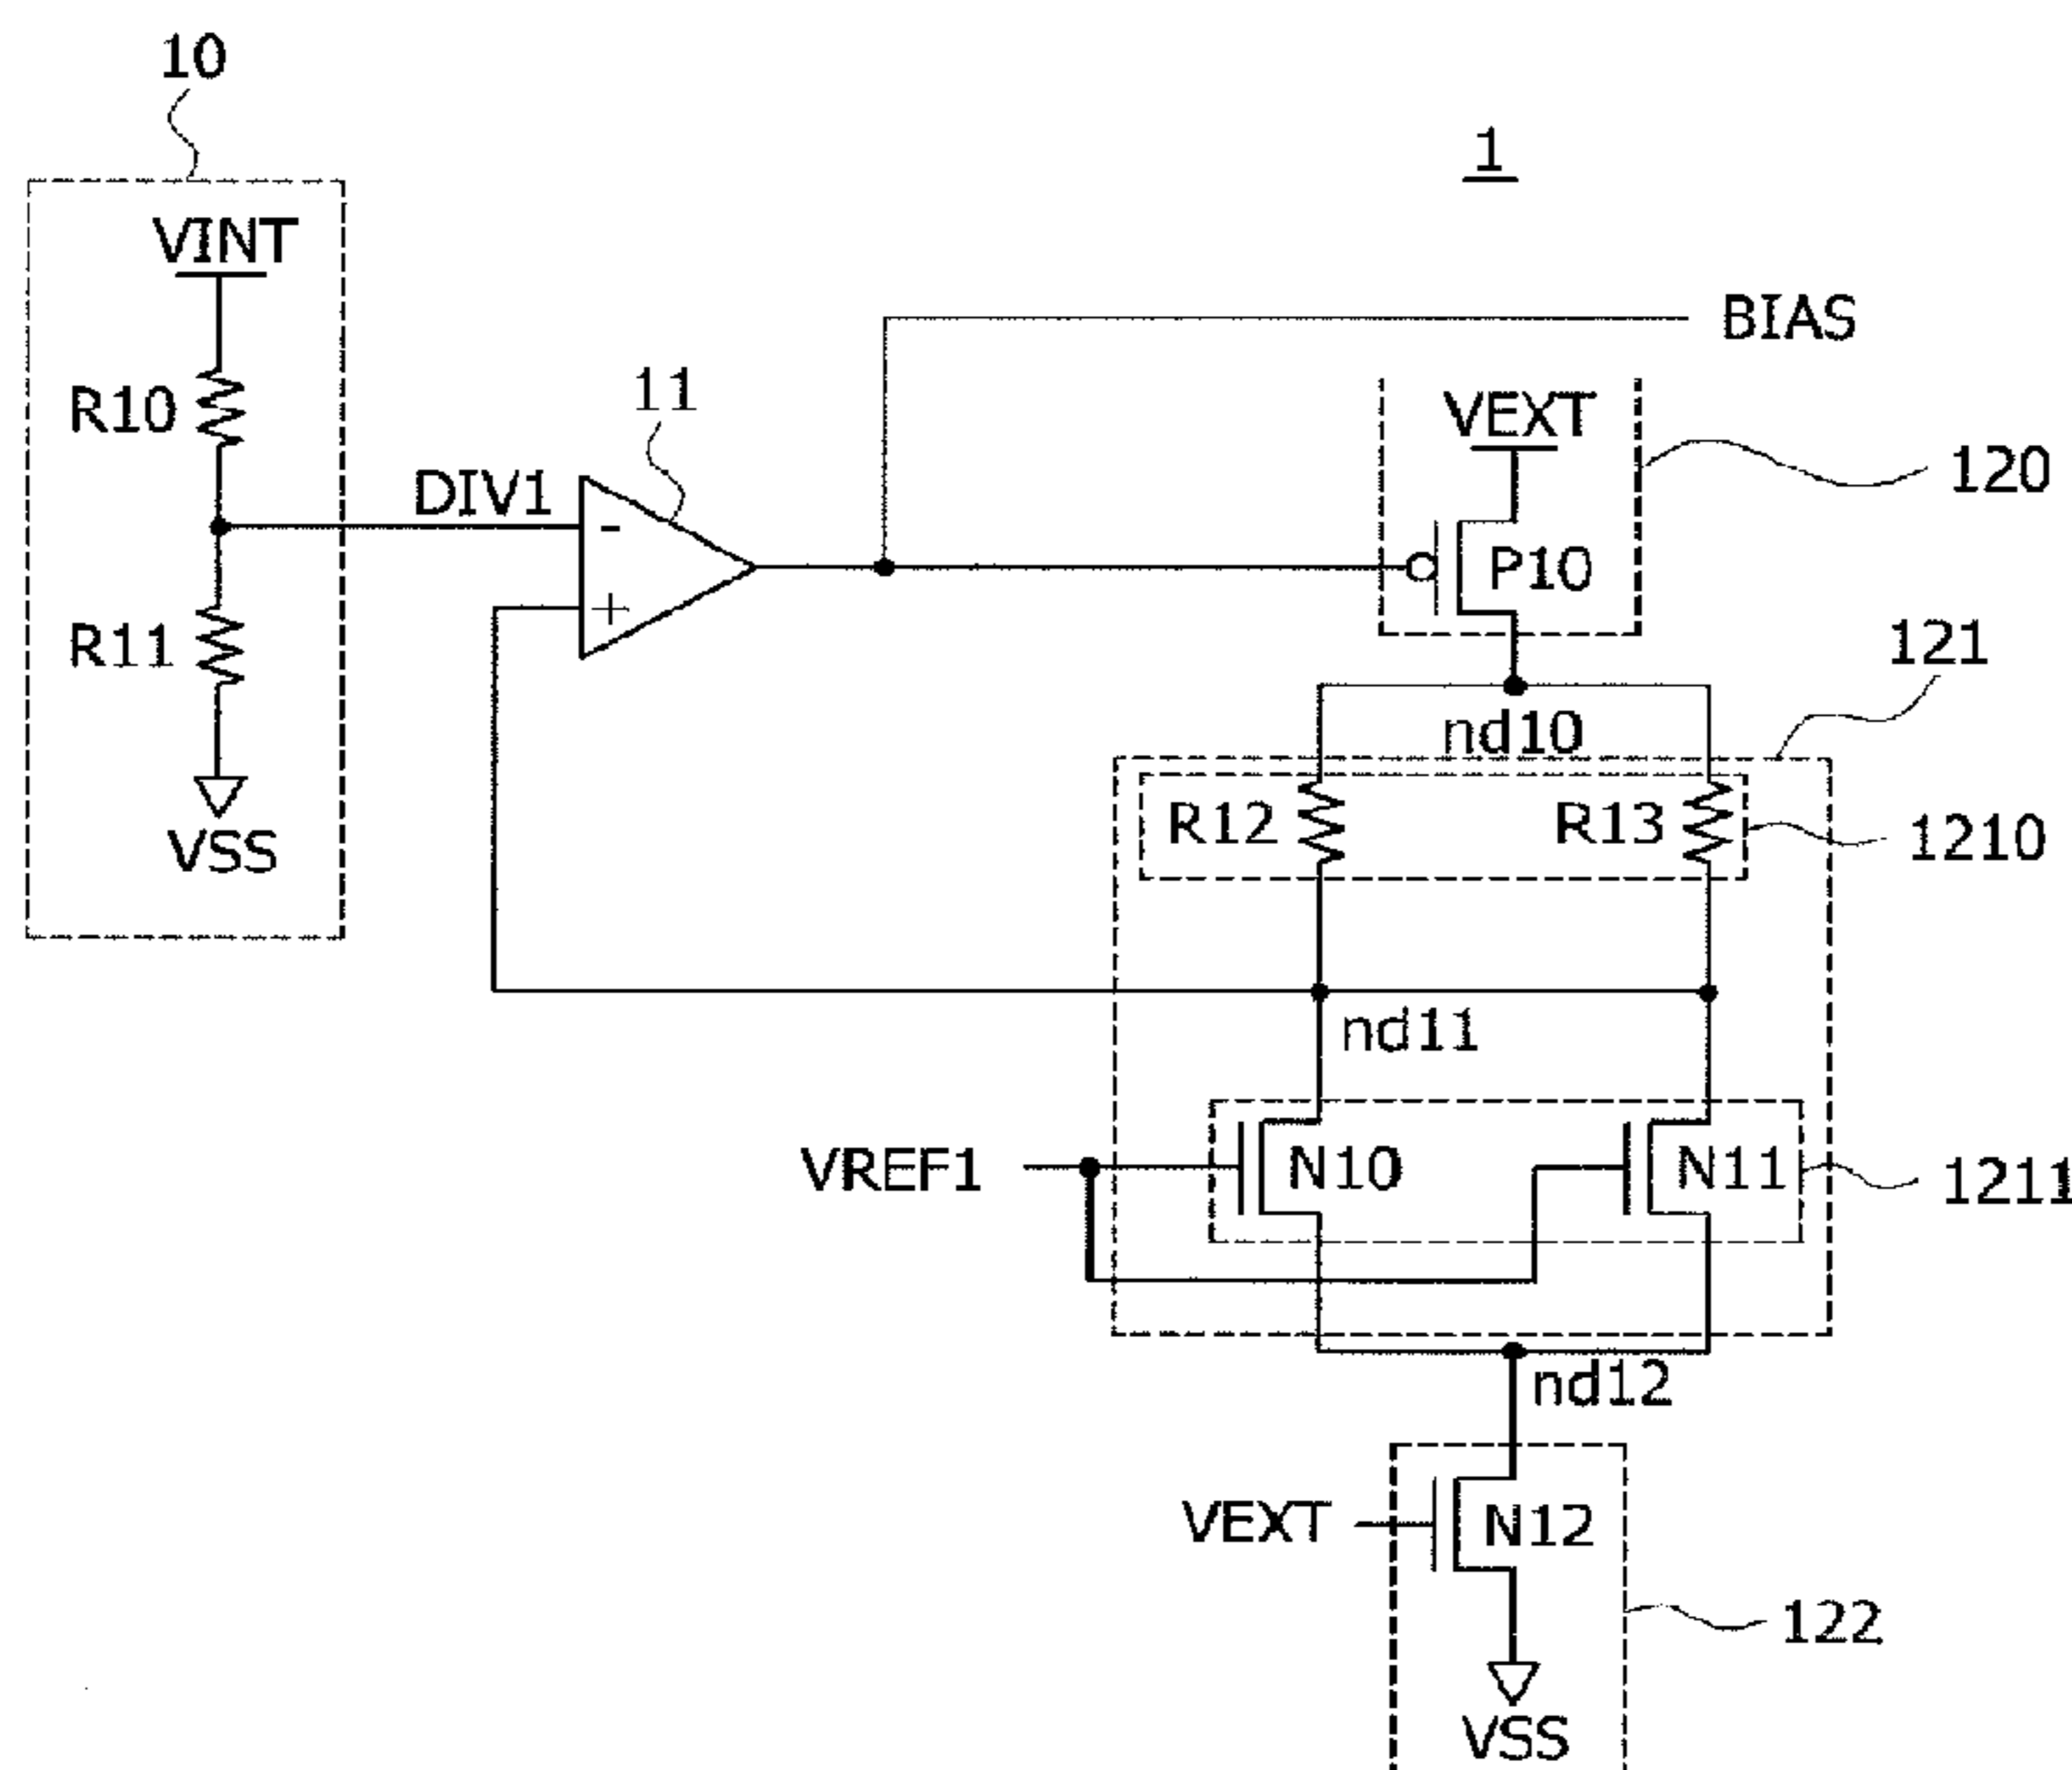 10
1
VINT
BIAS
R10
11
VEXT
120
DIV1
-
P10
+
R11
121
nd10
R12
R13
1210
VSS
nd11
VREF1
N10
N11
1211
nd12
VEXT
N12
122
VSS